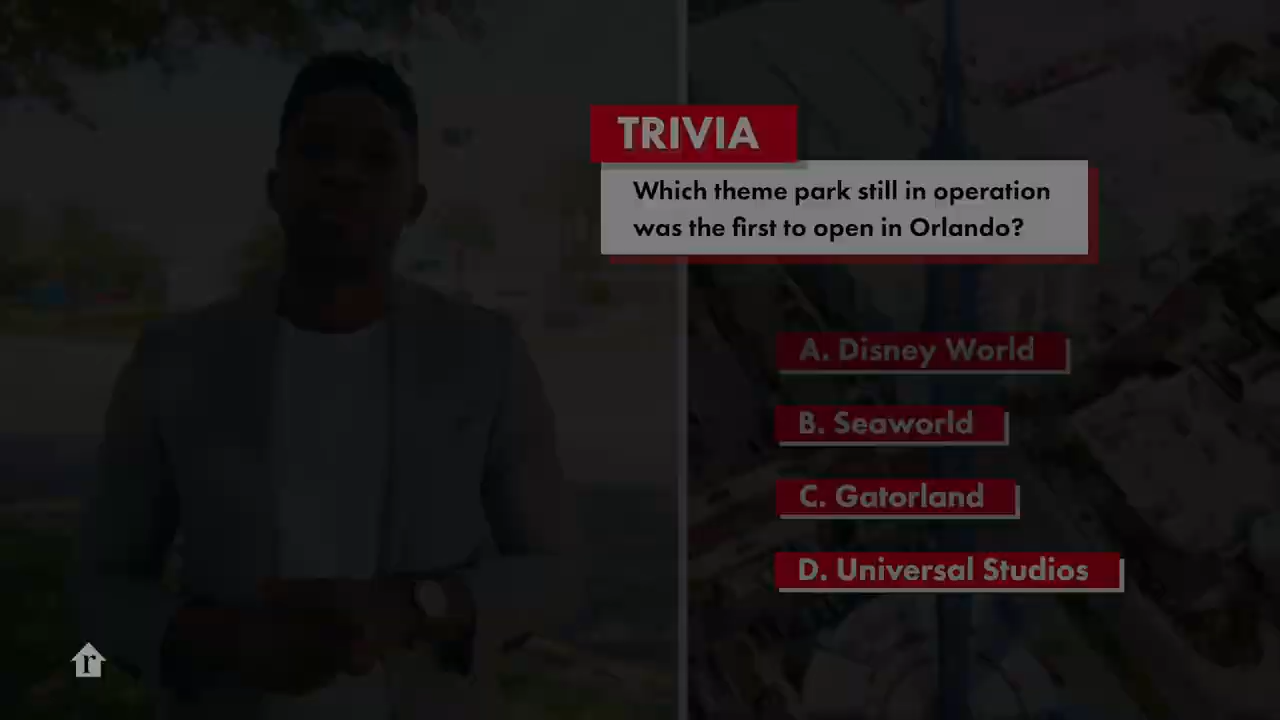 TRIVIA
Which theme park still in operation
was the first to open in Orlando?
A. Disney World
B. Seaworld
C. Gatorland
D. Universal Studios
r